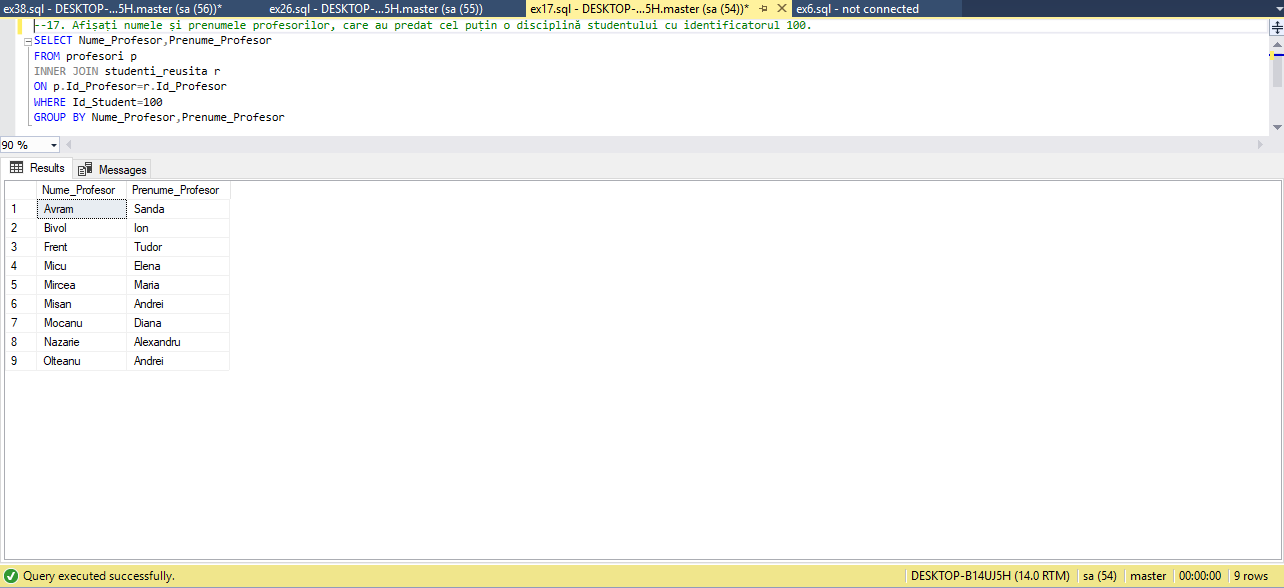 ex38.sql - DESKTOP-...5H.master (sa (56))* ex26.sql - DESKTOP-...5H.master (sa (55)) ex17.sql - DESKTOP-...5H.master (sa (54))* ex6.sql - not connected
--17. Afișați numele și prenumele profesorilor, care au predat cel puțin o disciplină studentului cu identificatorul 100.
SELECT Nume_Profesor,Prenume_Profesor
FROM profesori p
INNER JOIN studenti_reusita r
ON p.Id_Profesor=r.Id_Profesor
WHERE Id_Student=100
GROUP BY Nume_Profesor,Prenume_Profesor
90 %
Results Messages
Nume_Profesor Prenume_Profesor
1 Avram Sanda
2 Bivol Ion
3 Frent Tudor
4 Micu Elena
5 Mircea Maria
6 Misan Andrei
7 Mocanu Diana
8 Nazarie Alexandru
9 Olteanu Andrei
Query executed successfully. DESKTOP-B14UJ5H (14.0 RTM) sa (54) master 00:00:00 9 rows